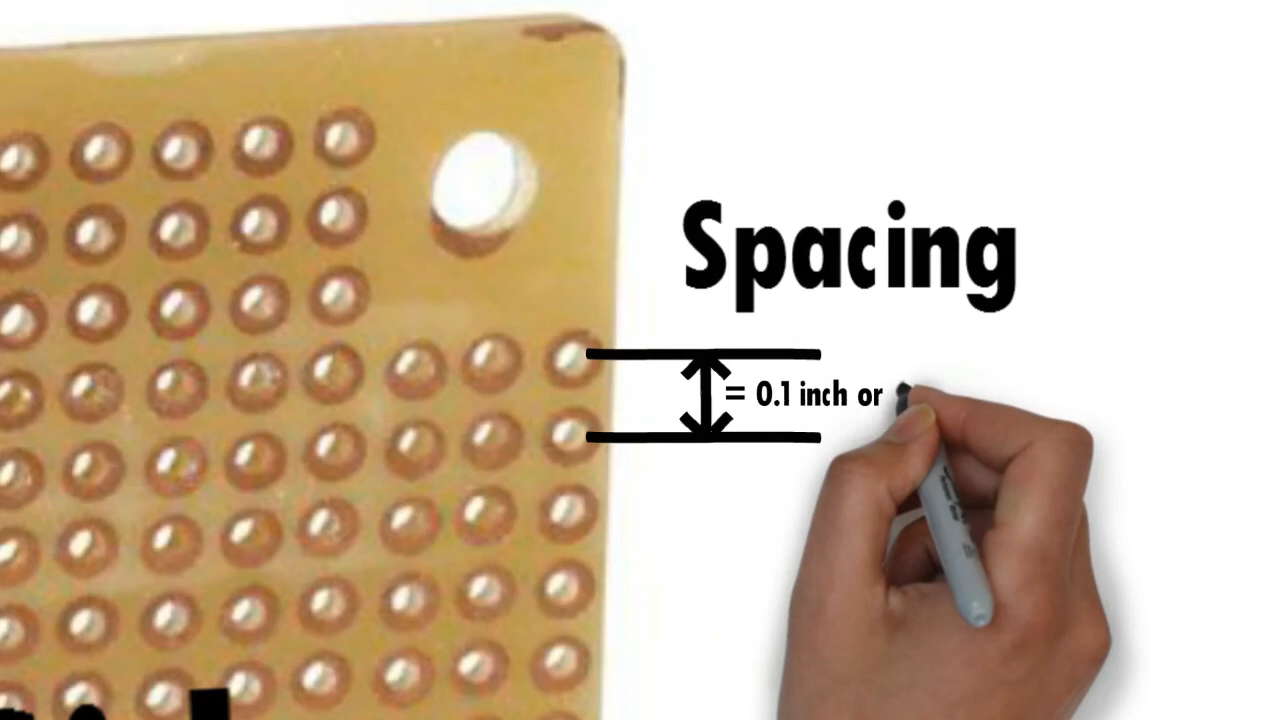 Spacing
= 0.1 inch or